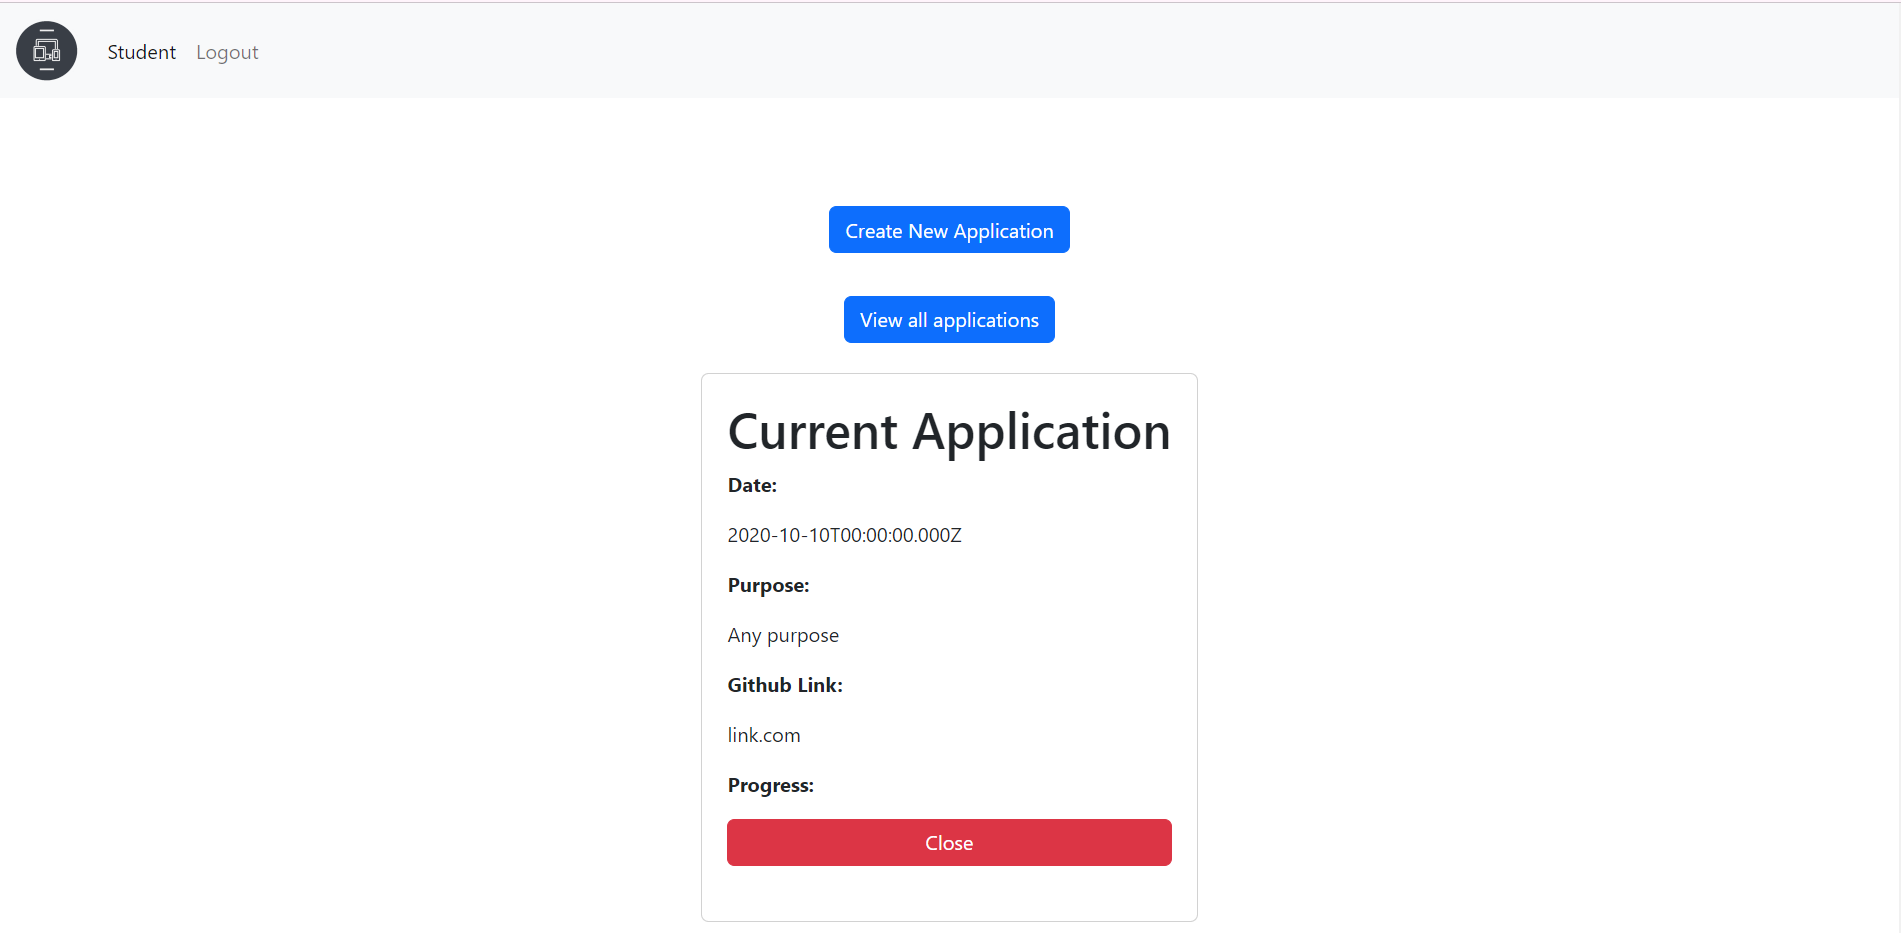 Student Logout
Create New Application
View all applications
Current Application
Date:
2020-10-10T00:00:00.000Z
Purpose:
Any purpose
Github Link:
link.com
Progress:
Close